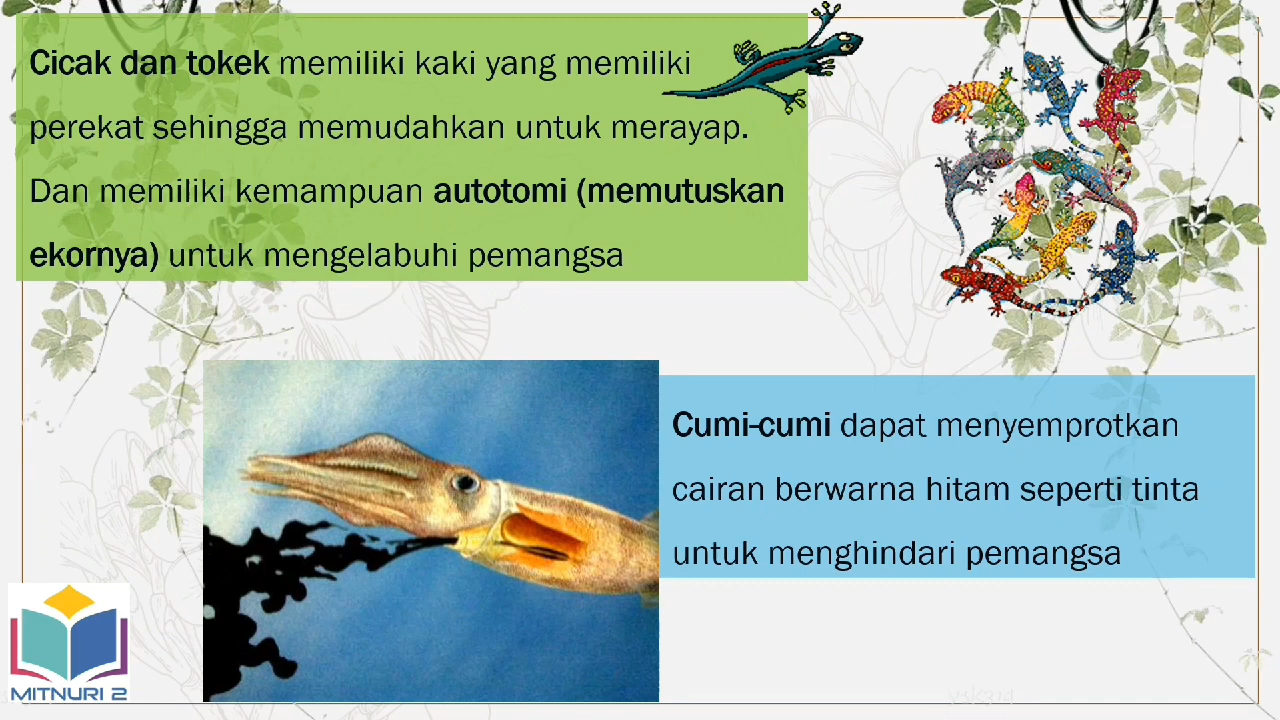 Cicak dan tokek memiliki kaki yang memiliki
perekat sehingga memudahkan untuk merayap.
Dan memiliki kemampuan autotomi (memutuskan
ekornya) untuk mengelabuhi pemangsa
Cumi-cumi dapat menyemprotkan
cairan berwarna hitam seperti tinta
untuk menghindari pemangsa
MITNURI 2